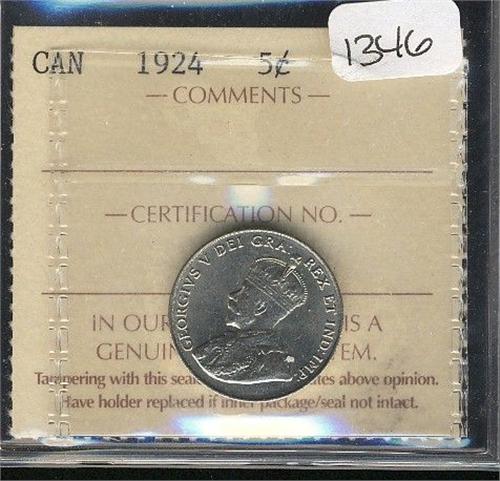 1346
CAN 1924 5¢
— COMMENTS —
— CERTIFICATION NO. —
GEORGIVS V DEI GRA: REX ET IND:IMP:
IN OUR IS A
GENUIN EM.
Tampering with this seal tes above opinion.
Have holder replaced if inner package/seal not intact.